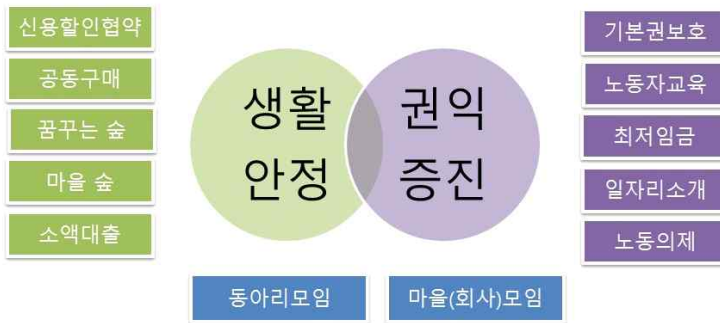 신용할인협약
공동구매
꿈꾸는 숲
마을 숲
소액대출
생활
안정
권익
증진
기본권보호
노동자교육
최저임금
일자리소개
노동의제
동아리모임
마을(회사)모임